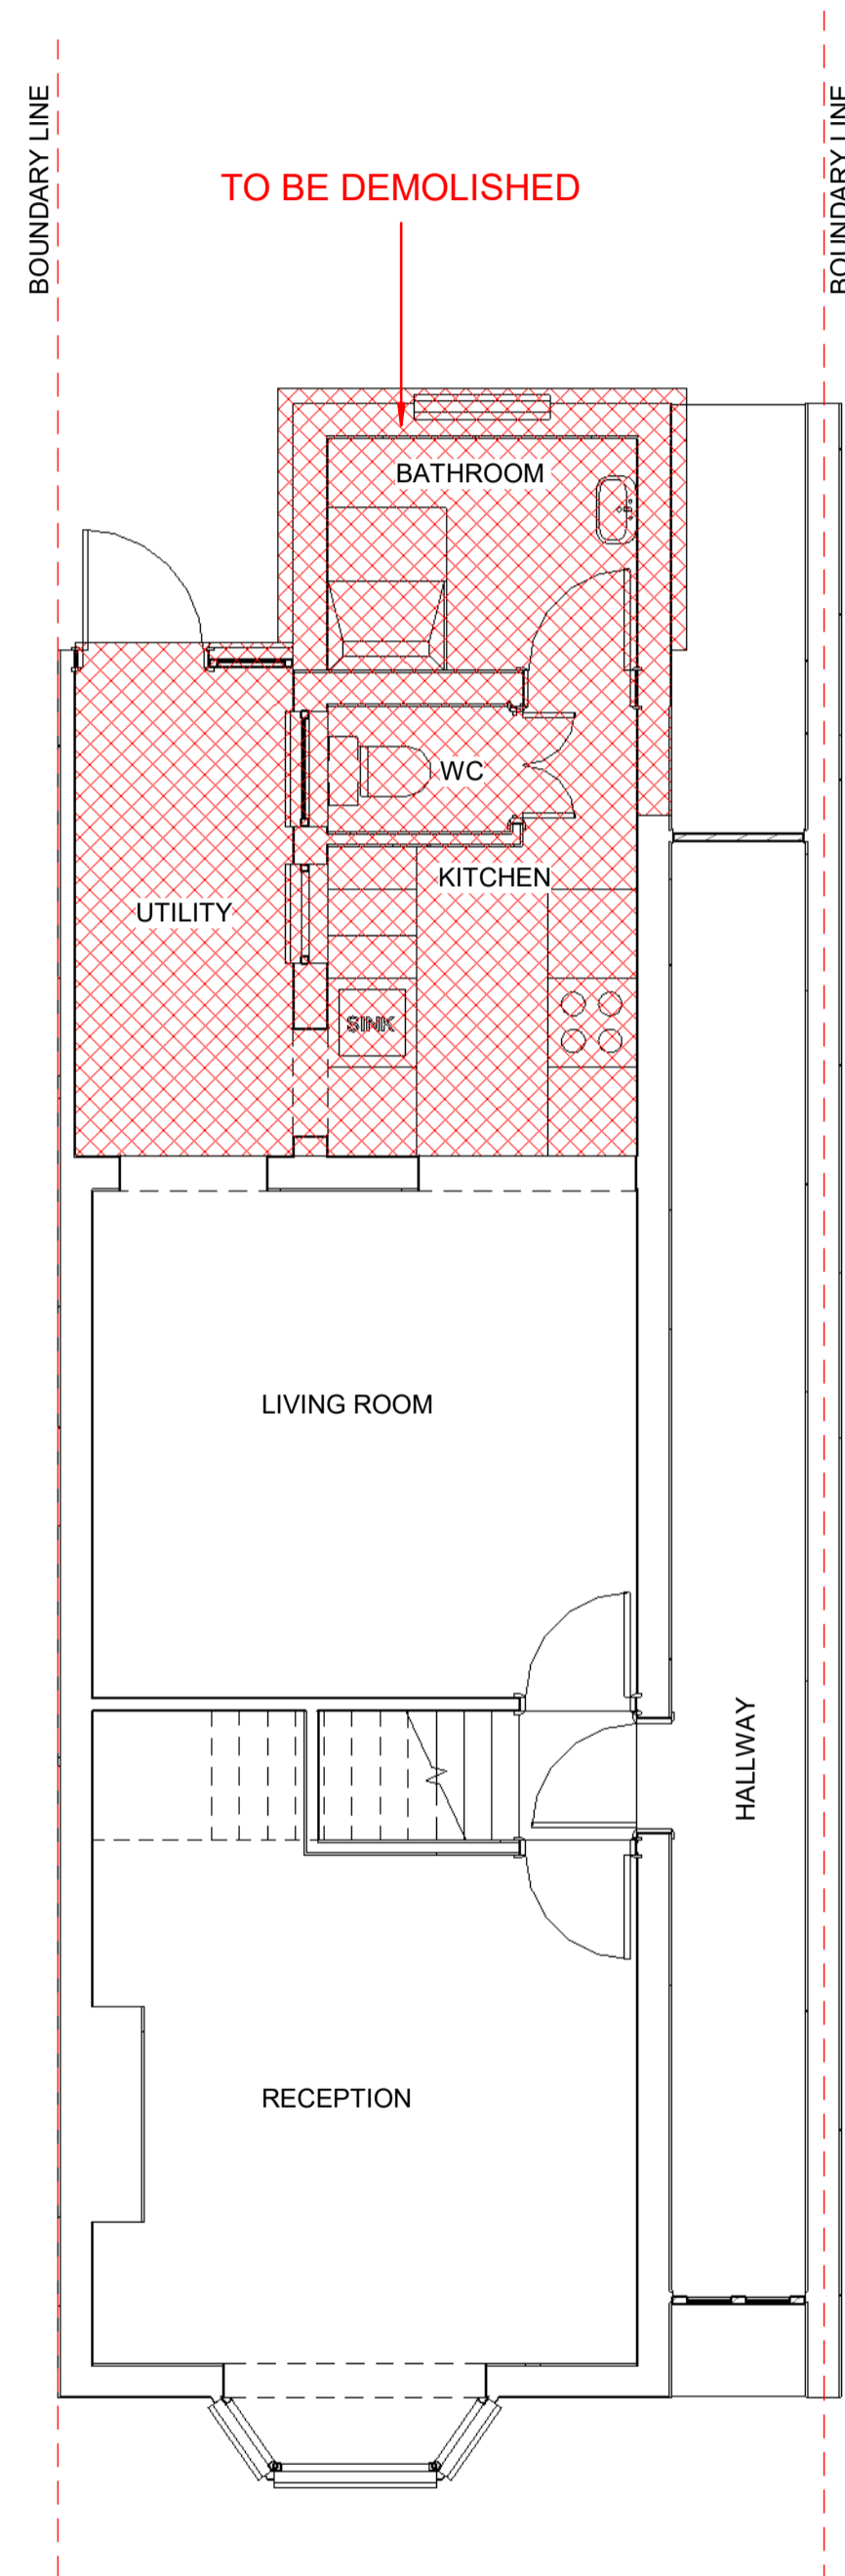 BOUNDARY LINE
BOUNDARY LINE
TO BE DEMOLISHED
BATHROOM
WC
KITCHEN
UTILITY
SINK
LIVING ROOM
HALLWAY
RECEPTION